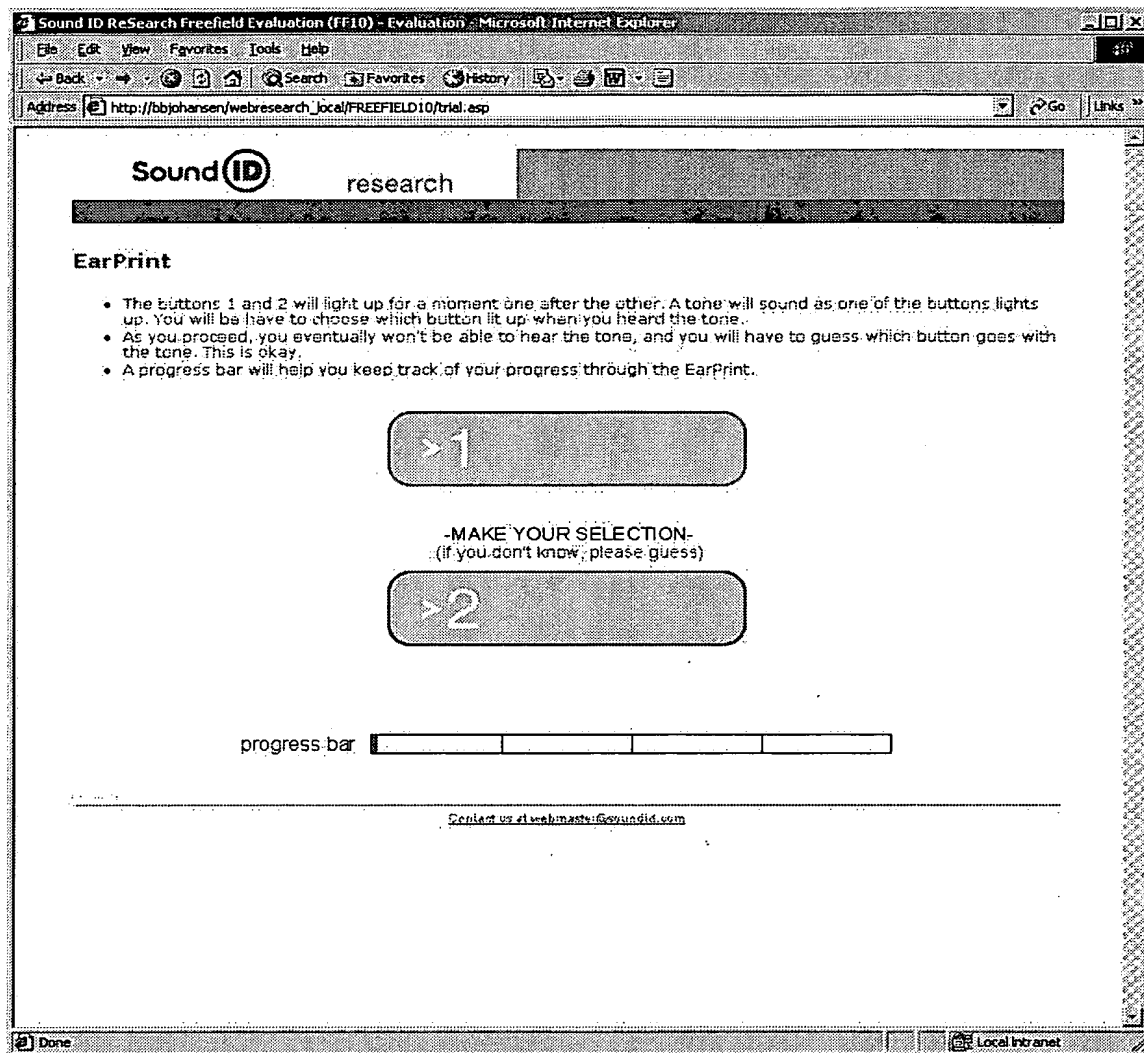 Sound ID ReSearch Freefield Evaluation (FF10) - Evaluation - Microsoft Internet Explorer
File Edit View Favorites Tools Help
Back Search Favorites History
Address http://bbjohansen/webresearch_local/FREEFIELD10/trial.asp Go Links »
Sound ID research
EarPrint
• The buttons 1 and 2 will light up for a moment one after the other. A tone will sound as one of the buttons lights
up. You will be have to choose which button lit up when you heard the tone.
• As you proceed, you eventually won't be able to hear the tone, and you will have to guess which button goes with
the tone. This is okay.
• A progress bar will help you keep track of your progress through the EarPrint.
>1
-MAKE YOUR SELECTION-
(if you don't know, please guess)
>2
progress bar
Contact us at webmaster@soundid.com
Done Local intranet